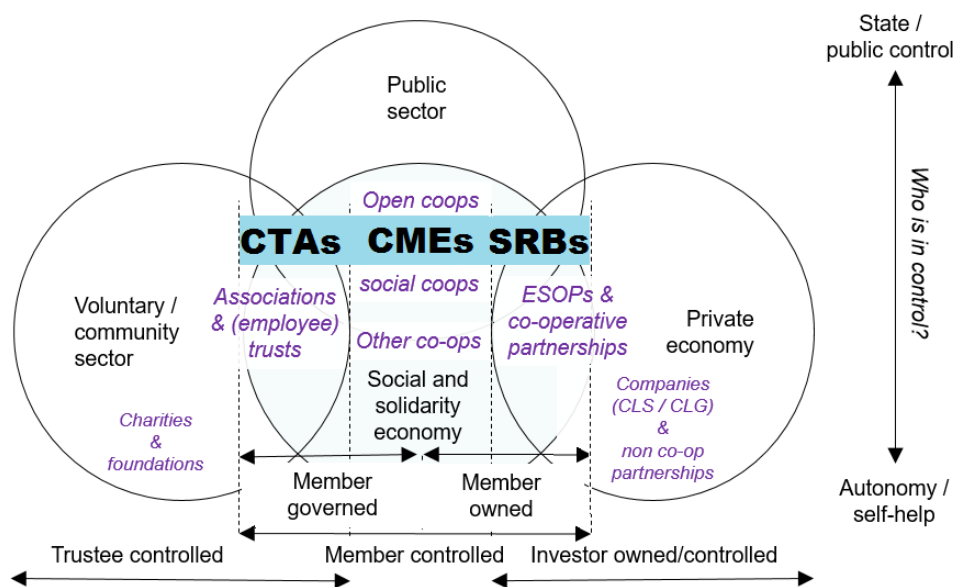 State /
public control
Public
sector
Who is in control?
Open coops
CTAs CMEs SRBs
social coops
Associations
& (employee)
trusts
ESOPs &
co-operative
partnerships
Voluntary /
community
sector
Other co-ops
Private
economy
Social and
solidarity
economy
Companies
(CLS / CLG)
&
non co-op
partnerships
Charities
&
foundations
Member
governed
Member
owned
Autonomy /
self-help
Trustee controlled
Member controlled
Investor owned/controlled